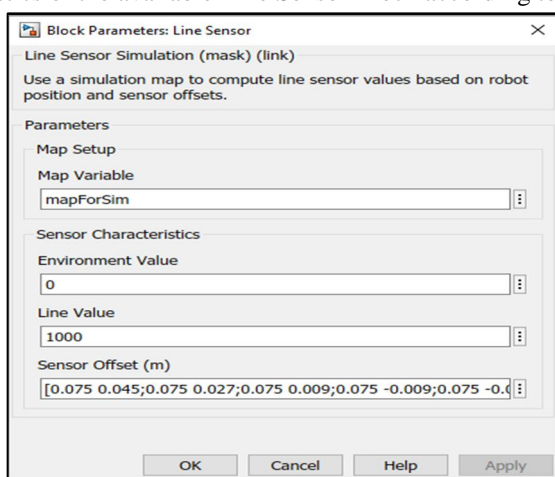 Block Parameters: Line Sensor
Line Sensor Simulation (mask) (link)
Use a simulation map to compute line sensor values based on robot
position and sensor offsets.
Parameters
Map Setup
Map Variable
mapForSim
Sensor Characteristics
Environment Value
0
Line Value
1000
Sensor Offset (m)
[0.075 0.045;0.075 0.027;0.075 0.009;0.075 -0.009;0.075
OK Cancel Help Apply